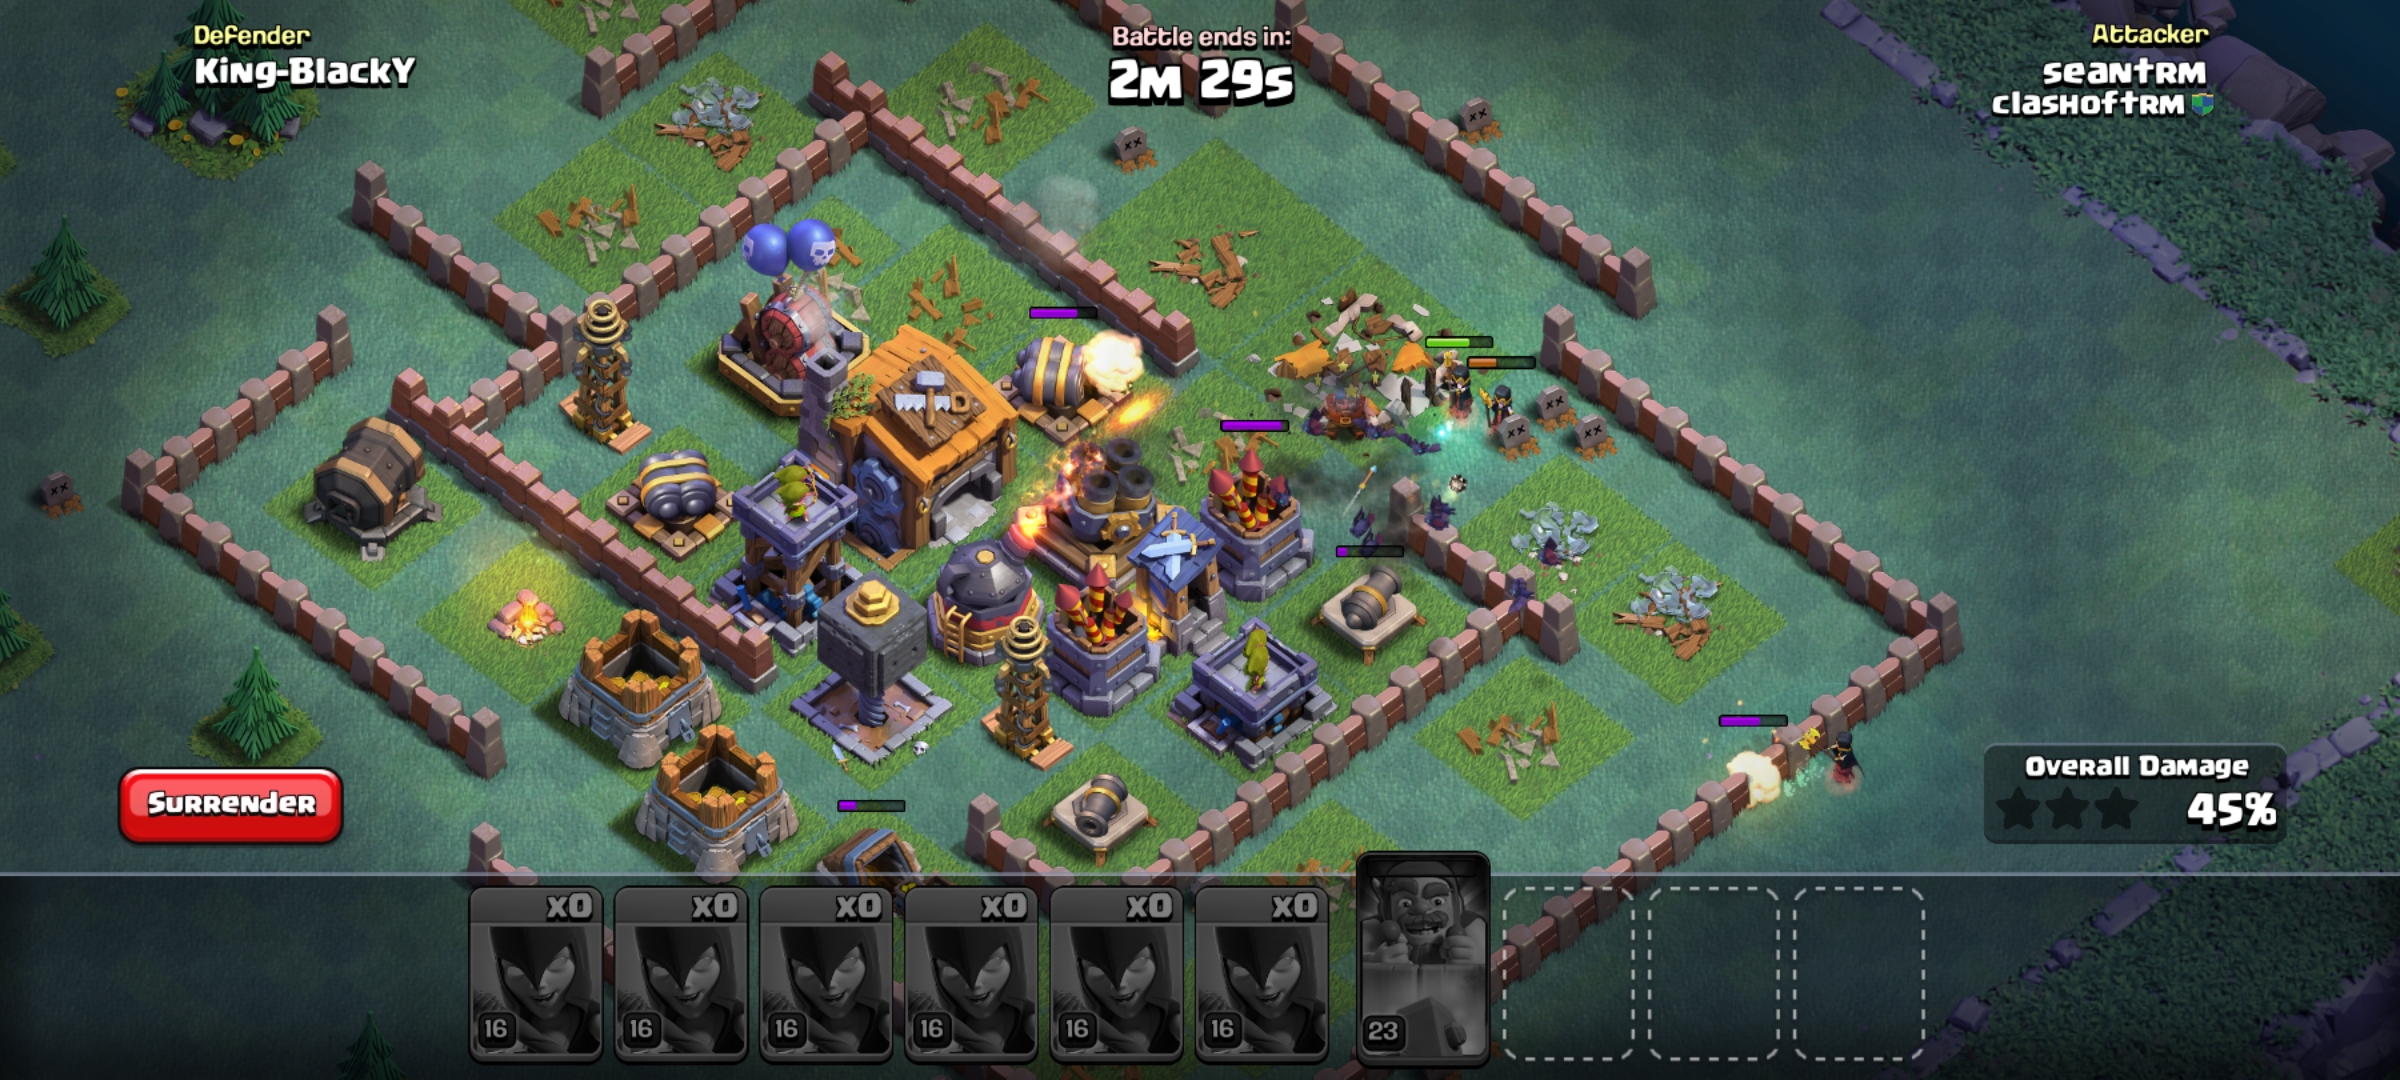 Defender
King-BlackY
Battle ends in:
2m 29s
Attacker
seantrm
clashoftrm
Surrender
Overall Damage
45%
x0
x0
x0
x0
x0
x0
16
16
16
16
16
16
23